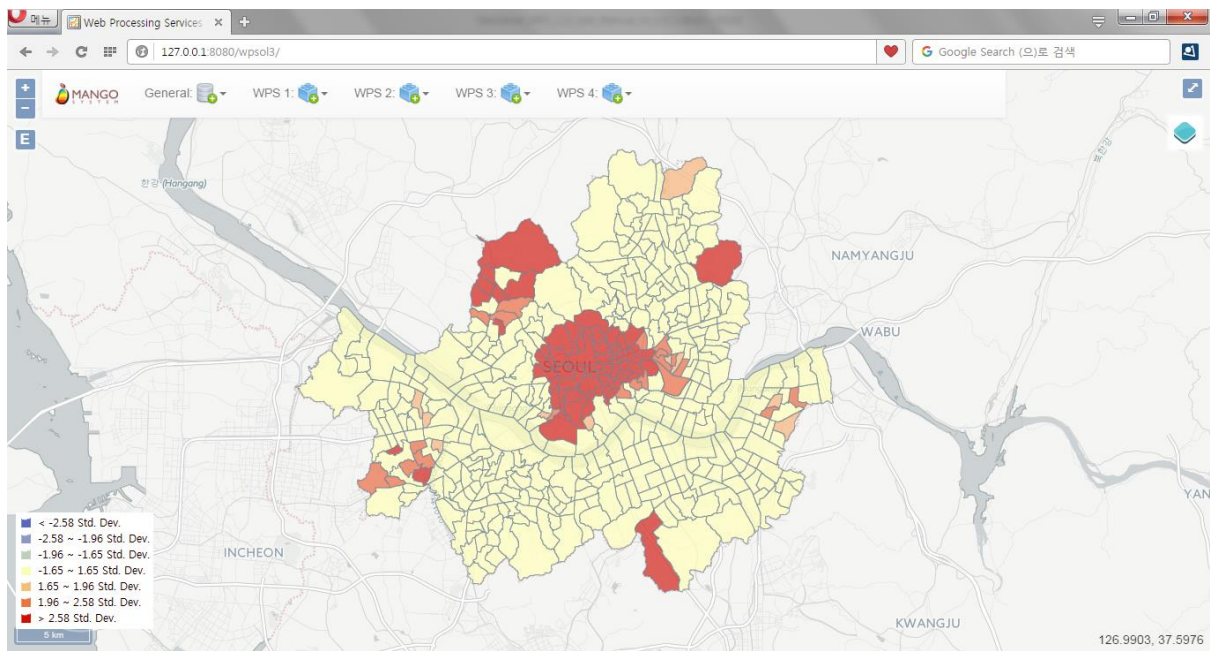 메뉴
Web Processing Services
127.0.0.1:8080/wpsol3/
Google Search (으)로 검색
MANGO
SYSTEM
General:
WPS 1:
WPS 2:
WPS 3:
WPS 4:
E
한강 (Hangang)
북한강
NAMYANGJU
WABU
SEOUL
YAN
INCHEON
KWANGJU
< -2.58 Std. Dev.
-2.58 ~ -1.96 Std. Dev.
-1.96 ~ -1.65 Std. Dev.
-1.65 ~ 1.65 Std. Dev.
1.65 ~ 1.96 Std. Dev.
1.96 ~ 2.58 Std. Dev.
> 2.58 Std. Dev.
5 km
126.9903, 37.5976